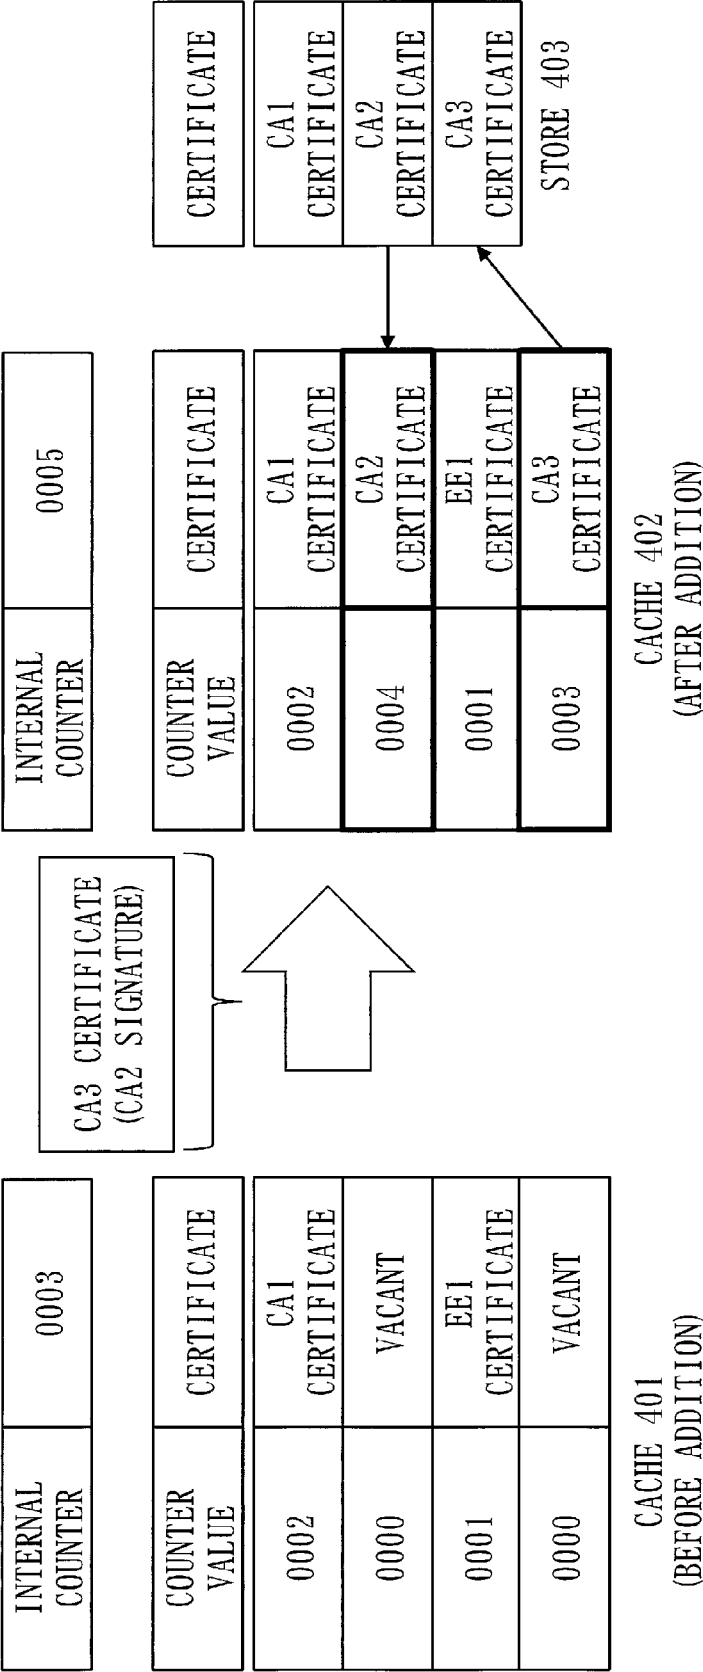 INTERNAL
COUNTER
0003
COUNTER
VALUE
CERTIFICATE
0002
CA1
CERTIFICATE
0000
VACANT
0001
EE1
CERTIFICATE
0000
VACANT
CACHE 401
(BEFORE ADDITION)
CA3 CERTIFICATE
(CA2 SIGNATURE)
INTERNAL
COUNTER
0005
COUNTER
VALUE
CERTIFICATE
0002
CA1
CERTIFICATE
0004
CA2
CERTIFICATE
0001
EE1
CERTIFICATE
0003
CA3
CERTIFICATE
CACHE 402
(AFTER ADDITION)
CERTIFICATE
CA1
CERTIFICATE
CA2
CERTIFICATE
CA3
CERTIFICATE
STORE 403